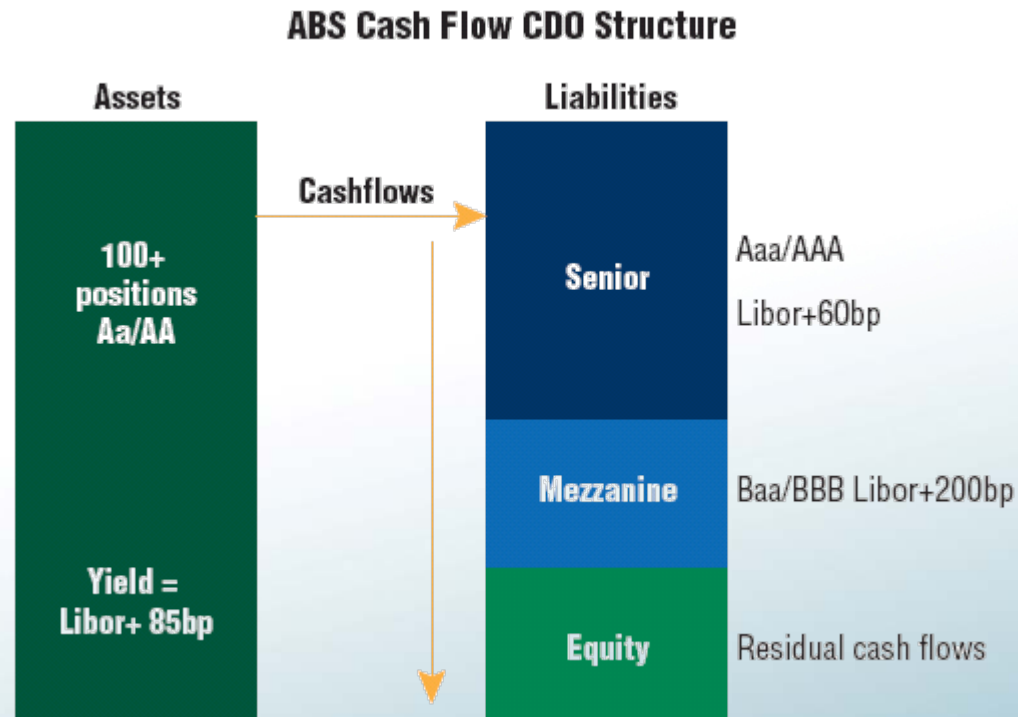 ABS Cash Flow CDO Structure
Assets
Liabilities
Cashflows
100+
positions
Aa/AA
Yield =
Libor+ 85bp
Senior
Aaa/AAA
Libor+60bp
Mezzanine
Baa/BBB Libor+200bp
Equity
Residual cash flows